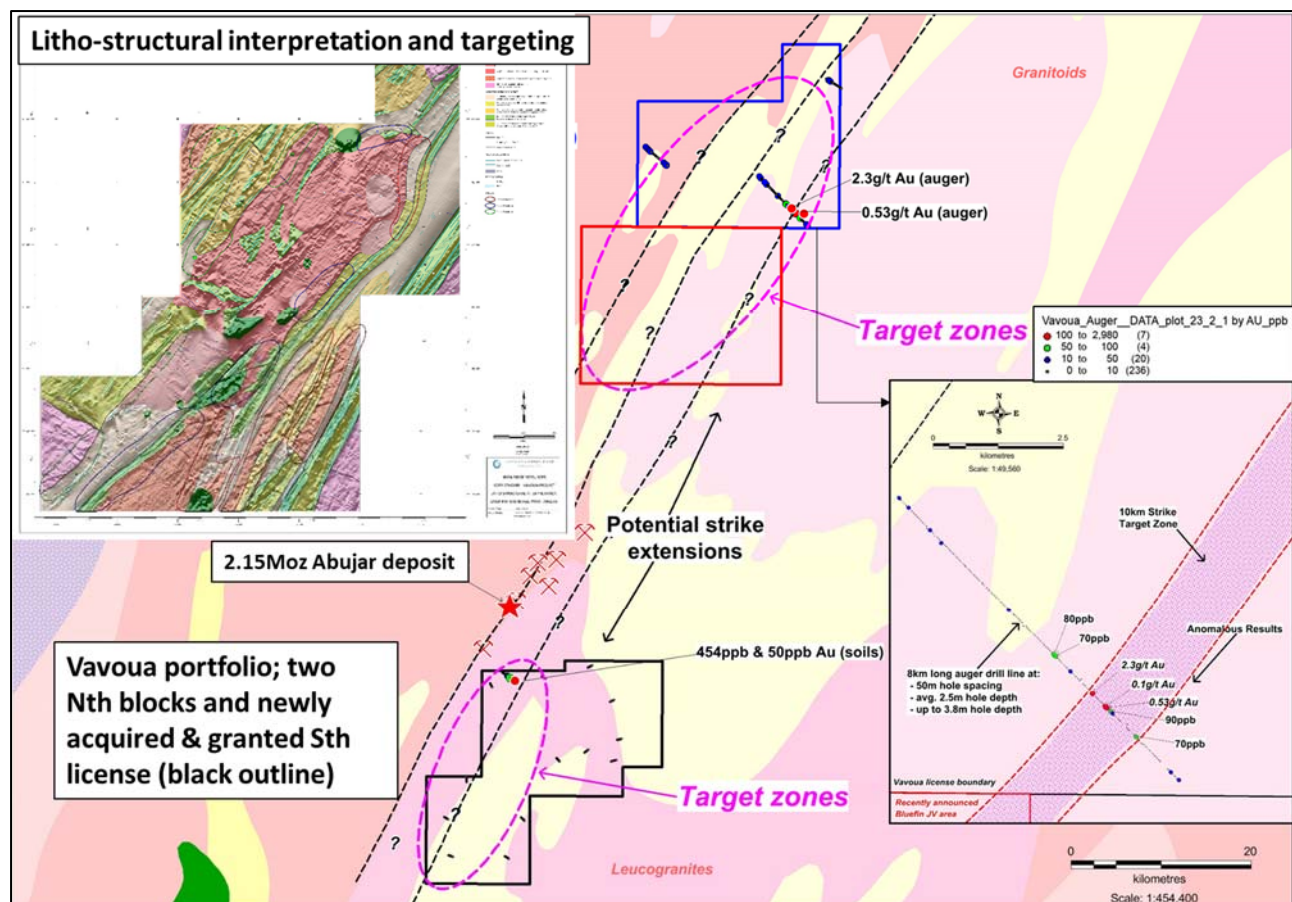 Litho-structural interpretation and targeting
Granitoids
?
?
?
2.3g/t Au (auger)
0.53g/t Au (auger)
?
?
?
Target zones
Vavoua_Auger__DATA_plot_23_2_1 by AU_ppb
100 to 2,980 (7)
50 to 100 (4)
10 to 50 (20)
0 to 10 (236)
?
?
Potential strike
extensions
2.15Moz Abujar deposit
?
454ppb & 50ppb Au (soils)
Vavoua portfolio; two
Nth blocks and newly
acquired & granted Sth
license (black outline)
Target zones
?
?
Leucogranites
N
W E
S
0 2.5
kilometres
Scale: 1:49,560
10km Strike
Target Zone
80ppb
70ppb
Anomalous Results
8km long auger drill line at:
- 50m hole spacing
- avg. 2.5m hole depth
- up to 3.8m hole depth
2.3g/t Au
0.1g/t Au
0.53g/t Au
90ppb
70ppb
Vavoua license boundary
Recently announced
Bluefin JV area
0 20
kilometres
Scale: 1:454,400